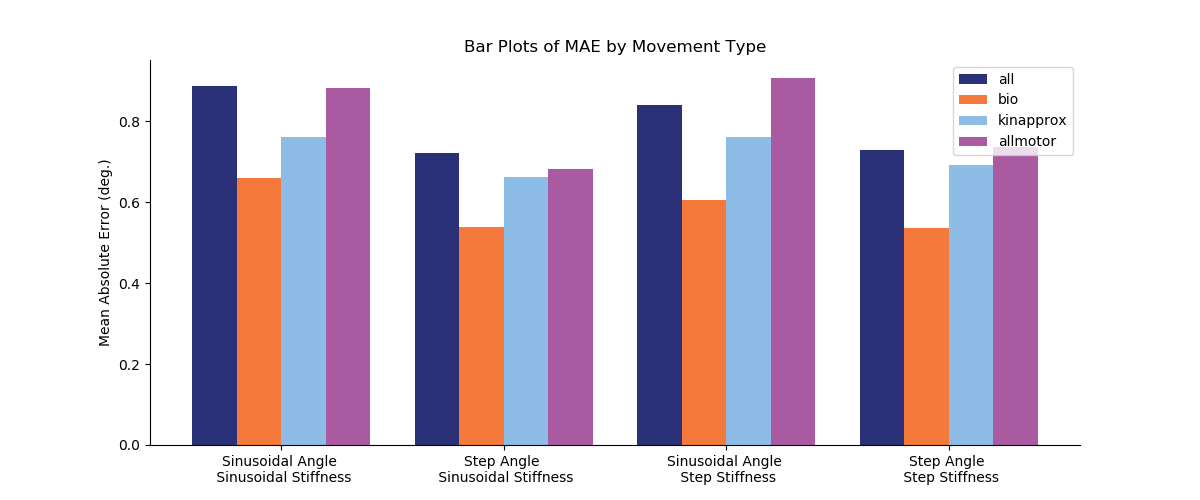 Bar Plots of MAE by Movement Type
all
bio
kinapprox
allmotor
Mean Absolute Error (deg.)
0.8
0.6
0.4
0.2
0.0
Sinusoidal Angle
Sinusoidal Stiffness
Step Angle
Sinusoidal Stiffness
Sinusoidal Angle
Step Stiffness
Step Angle
Step Stiffness